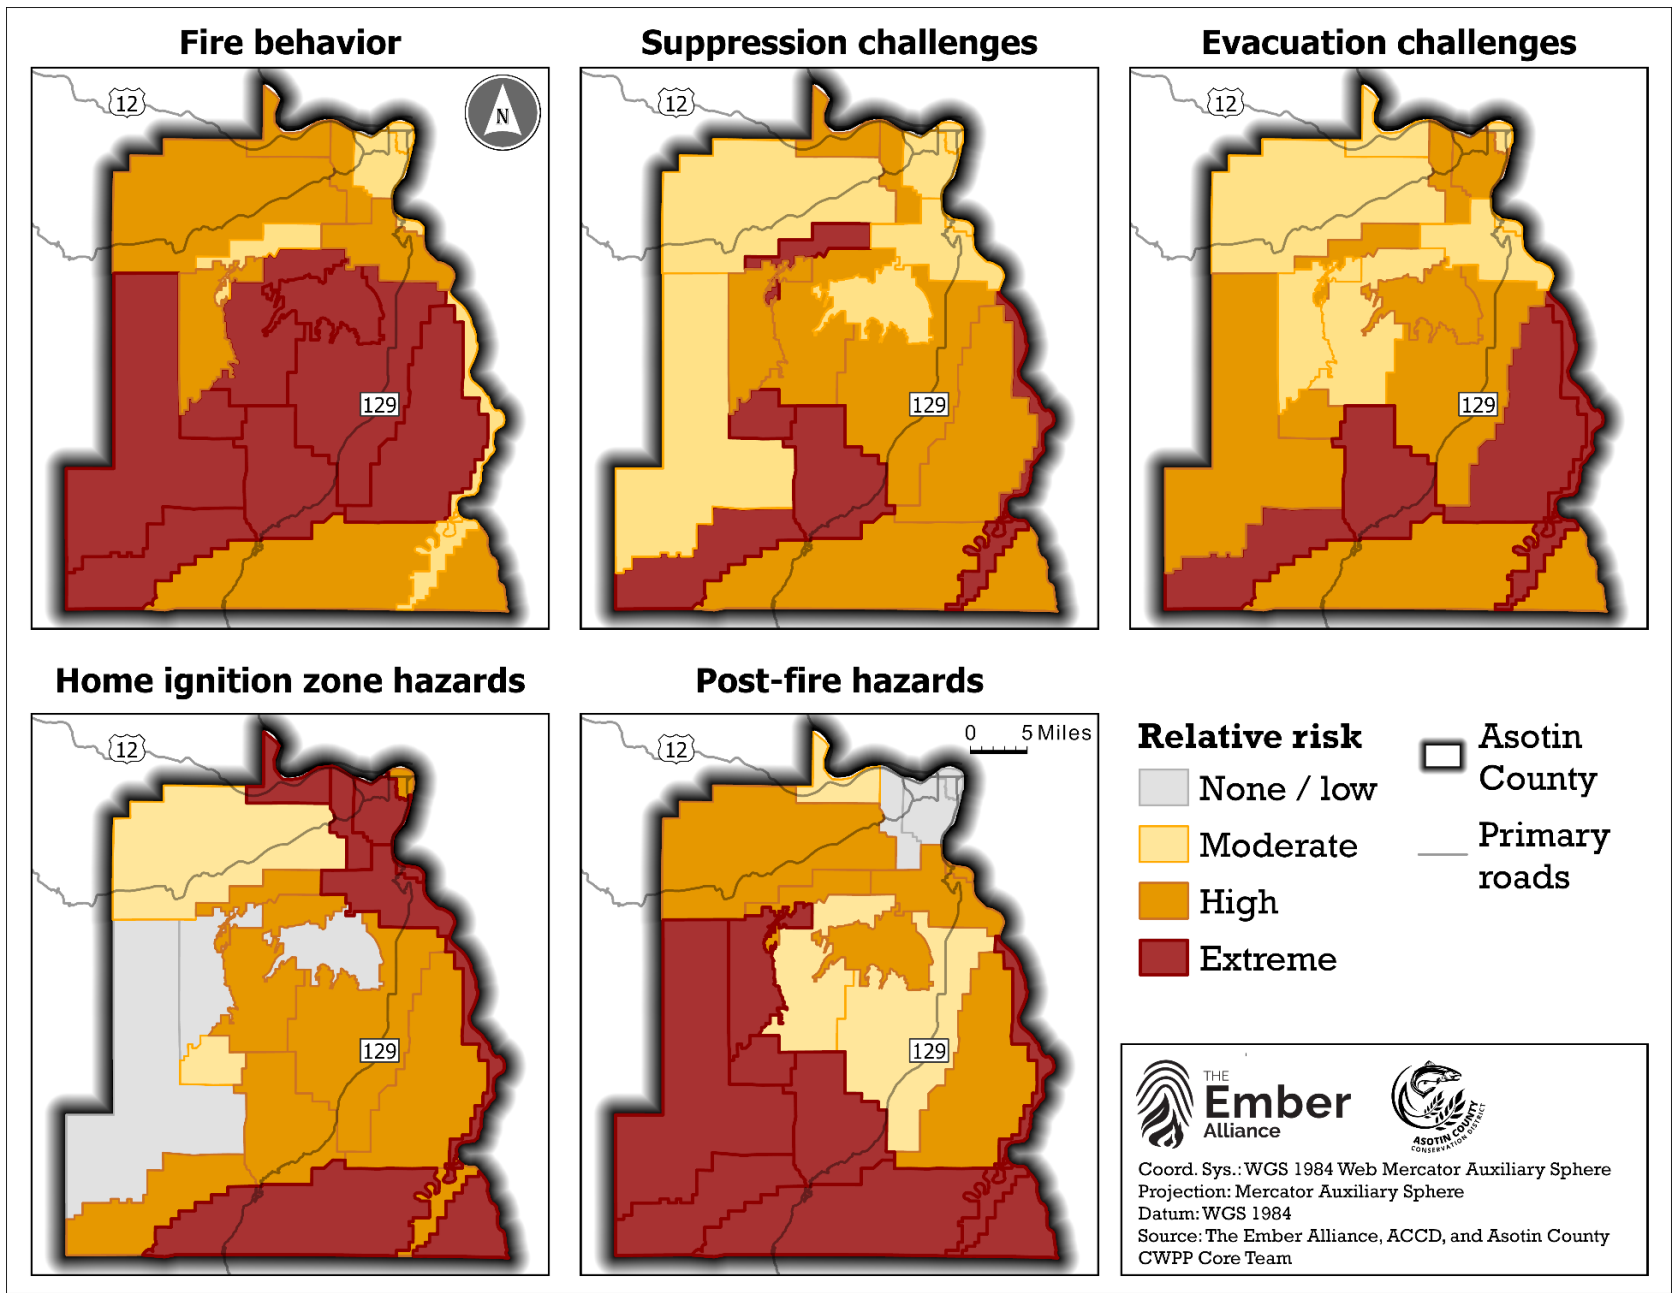 Fire behavior
Suppression challenges
Evacuation challenges
12
N
12
12
129
129
129
Home ignition zone hazards
Post-fire hazards
12
12
0 5 Miles
129
129
Relative risk
None / low
Moderate
High
Extreme
Asotin
County
Primary
roads
THE
Ember
Alliance
ASOTIN COUNTY
CONSERVATION DISTRICT
Coord. Sys.: WGS 1984 Web Mercator Auxiliary Sphere
Projection: Mercator Auxiliary Sphere
Datum: WGS 1984
Source: The Ember Alliance, ACCD, and Asotin County
CWPP Core Team